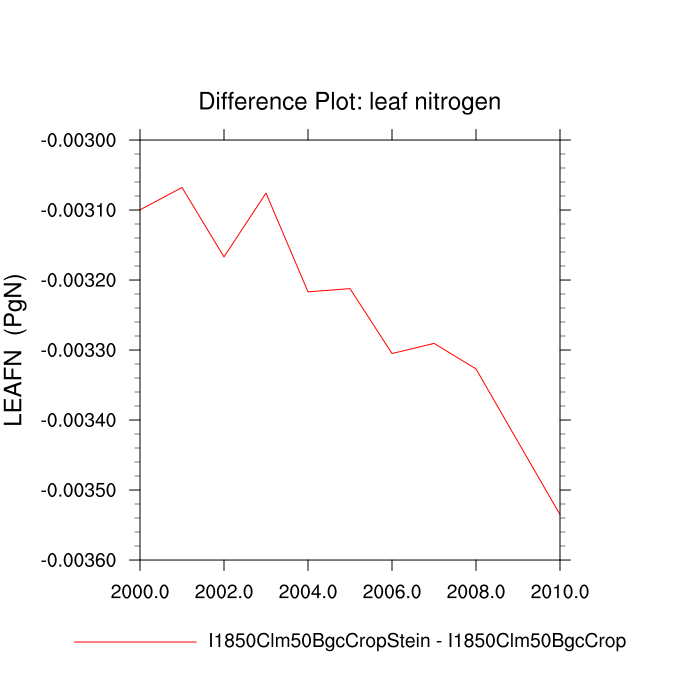 Difference Plot: leaf nitrogen
-0.00300
-0.00310
-0.00320
-0.00330
-0.00340
-0.00350
-0.00360
LEAFN (PgN)
2000.0 2002.0 2004.0 2006.0 2008.0 2010.0
I1850Clm50BgcCropStein - I1850Clm50BgcCrop